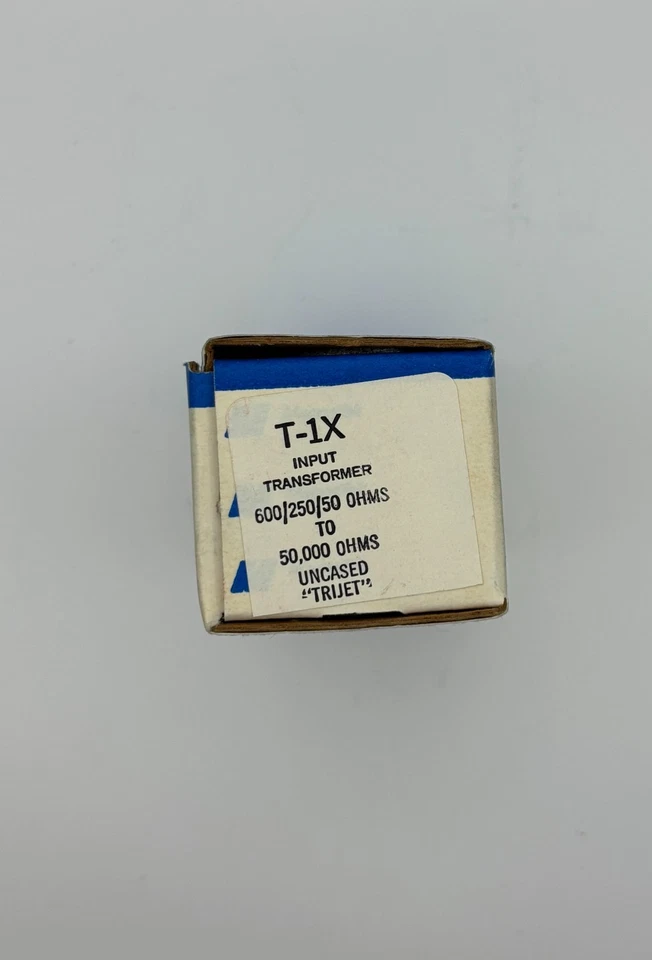 T-1X
INPUT
TRANSFORMER
600/250/50 OHMS
TO
50,000 OHMS
UNCASED
"TRIJET"